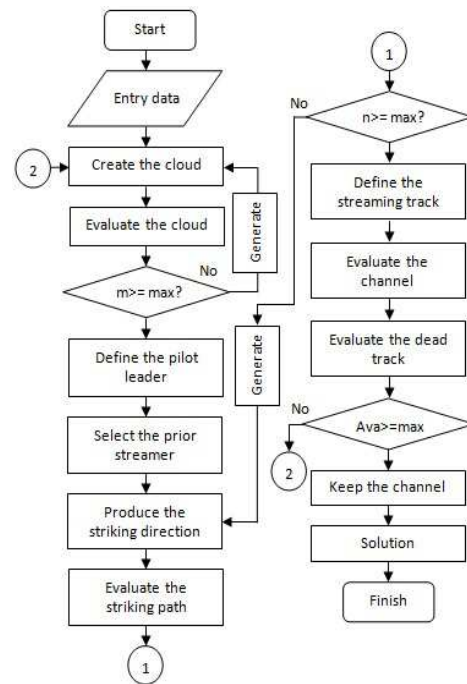 Start
Entry data
2
Create the cloud
Evaluate the cloud
Generate
No
m>= max?
Define the pilot
leader
Select the prior
streamer
Produce the
striking direction
Evaluate the
striking path
1
1
No
n>= max?
Define the
streaming track
Evaluate the
channel
Generate
Evaluate the dead
track
No
Ava>=max
2
Keep the channel
Solution
Finish